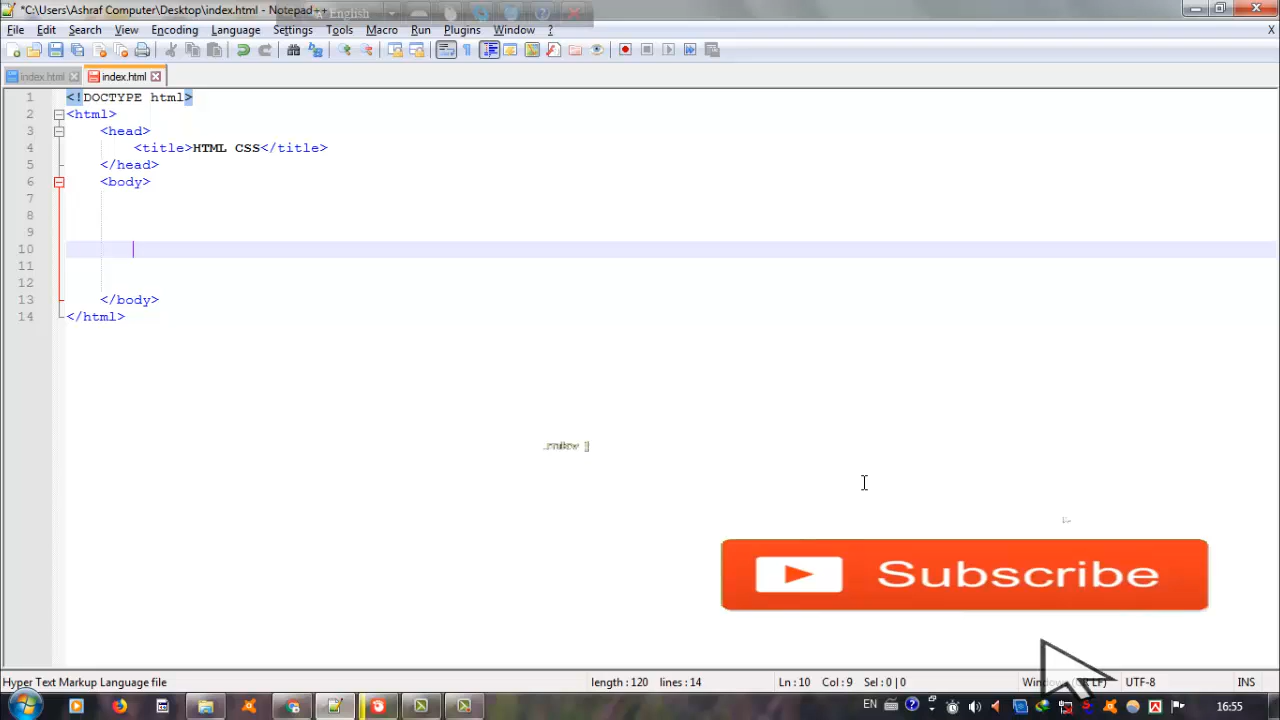 *C:\Users\Ashraf Computer\Desktop\index.html - Notepad++
English
File Edit Search View Encoding Language Settings Tools Macro Run Plugins Window ? X
index.html index.html
1 <!DOCTYPE html>
2 <html>
3 <head>
4 <title>HTML CSS</title>
5 </head>
6 <body>
7
8
9
10
11
12
13 </body>
14 </html>
Subscribe
Hyper Text Markup Language file length : 120 lines : 14 Ln : 10 Col : 9 Sel : 0 | 0 UTF-8 INS
EN 16:55